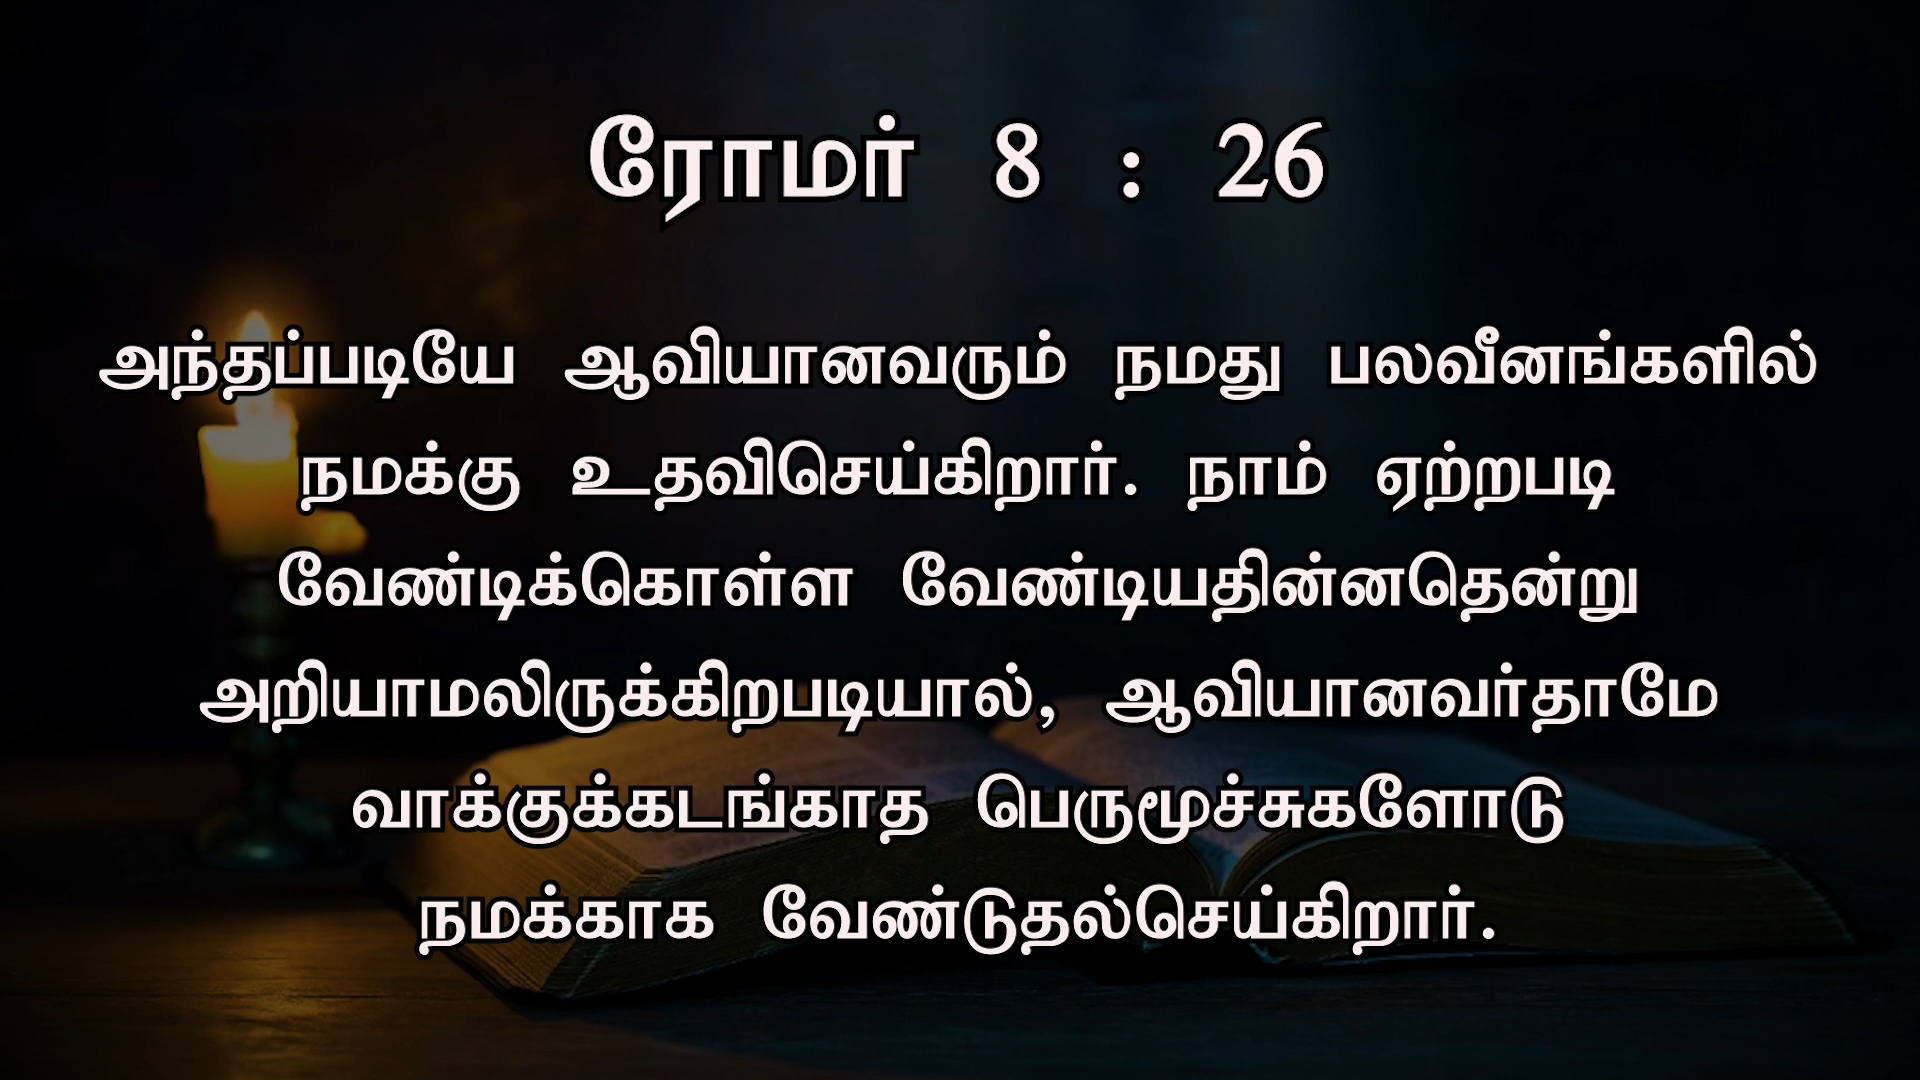 ரோமர் 8 : 26
அந்தப்படியே ஆவியானவரும் நமது பலவீனங்களில்
நமக்கு உதவிசெய்கிறார். நாம் ஏற்றபடி
வேண்டிக்கொள்ள வேண்டியதின்னதென்று
அறியாமலிருக்கிறபடியால், ஆவியானவர்தாமே
வாக்குக்கடங்காத பெருமூச்சுகளோடு
நமக்காக வேண்டுதல்செய்கிறார்.